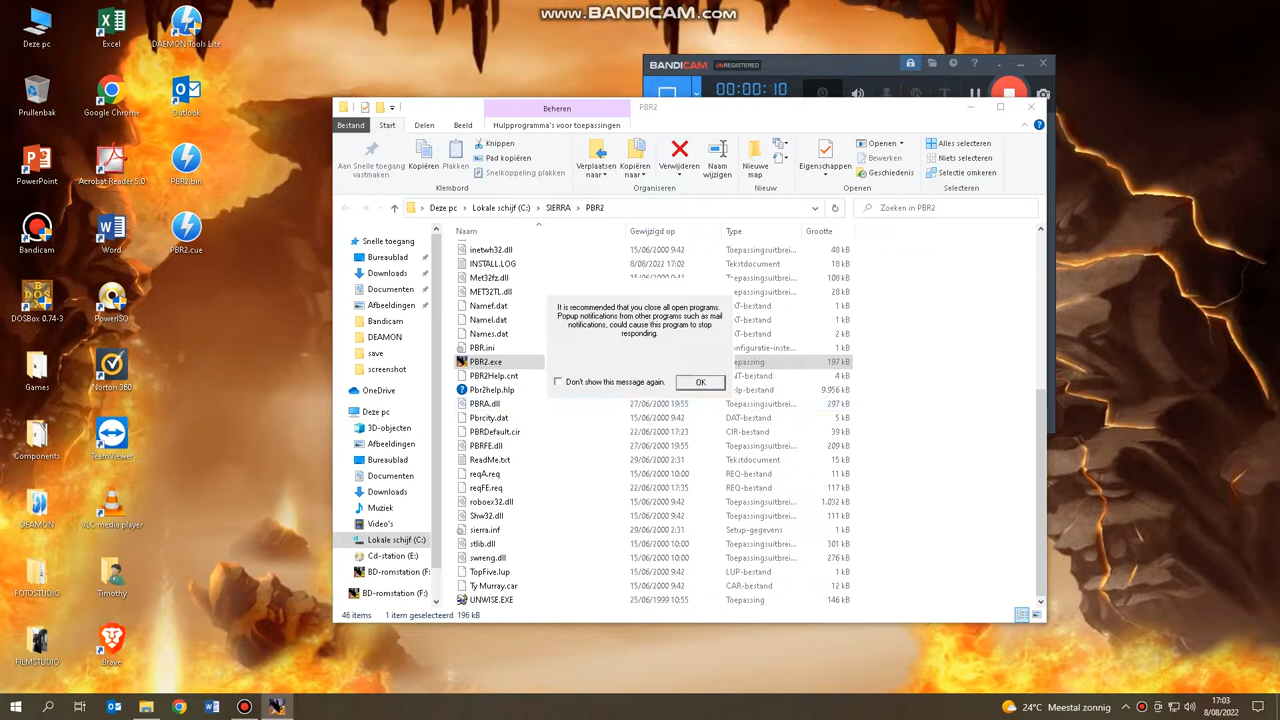 www.BANDICAM.com
Deze pc
Excel
DAEMON Tools Lite
Prullenbak
Google Chrome
Outlook
PowerPoint
Acrobat Reader 5.0
PBR2.bin
Bandicam
Word
PBR2.cue
DOSBox 0.74-3
PowerISO
Games
Norton 360
Components
TeamViewer
DEAMON
VLC media player
FOTOSTUDIO
Timothy
FILMSTUDIO
Brave
BANDICAM UNREGISTERED
00:00:10
Beheren
PBR2
Bestand
Start
Delen
Beeld
Hulpprogramma's voor toepassingen
Aan Snelle toegang vastmaken
Kopiëren
Plakken
Knippen
Pad kopiëren
Snelkoppeling plakken
Klembord
Verplaatsen naar
Kopiëren naar
Verwijderen
Naam wijzigen
Organiseren
Nieuwe map
Nieuw
Eigenschappen
Openen
Bewerken
Geschiedenis
Openen
Alles selecteren
Niets selecteren
Selectie omkeren
Selecteren
Deze pc > Lokale schijf (C:) > SIERRA > PBR2
Zoeken in PBR2
Snelle toegang
Bureaublad
Downloads
Documenten
Afbeeldingen
Bandicam
DEAMON
save
screenshot
OneDrive
Deze pc
3D-objecten
Afbeeldingen
Bureaublad
Documenten
Downloads
Muziek
Video's
Lokale schijf (C:)
Cd-station (E:)
BD-romstation (F:
BD-romstation (F:)
Naam Gewijzigd op Type Grootte
inetwh32.dll 15/06/2000 9:42 Toepassingsuitbrei... 48 kB
INSTALL.LOG 8/08/2022 17:02 Tekstdocument 18 kB
Met32fz.dll 15/06/2000 9:42 Toepassingsuitbrei... 108 kB
MET32TL.dll Toepassingsuitbrei... 28 kB
Namef.dat AT-bestand 1 kB
Namel.dat AT-bestand 1 kB
Names.dat AT-bestand 1 kB
PBR.ini onfiguratie-inste... 1 kB
PBR2.exe epassing 197 kB
PBR2Help.cnt NT-bestand 4 kB
Pbr2help.hlp lp-bestand 9.956 kB
PBRA.dll 27/06/2000 19:55 Toepassingsuitbrei... 297 kB
Pbrcity.dat 15/06/2000 9:42 DAT-bestand 5 kB
PBRDefault.cir 22/06/2000 17:23 CIR-bestand 39 kB
PBRFE.dll 27/06/2000 19:55 Toepassingsuitbrei... 209 kB
ReadMe.txt 29/06/2000 2:31 Tekstdocument 15 kB
reqA.req 15/06/2000 10:00 REQ-bestand 11 kB
reqFE.req 22/06/2000 17:35 REQ-bestand 117 kB
roboex32.dll 15/06/2000 9:42 Toepassingsuitbrei... 1.032 kB
Shw32.dll 15/06/2000 9:42 Toepassingsuitbrei... 111 kB
sierra.inf 29/06/2000 2:31 Setup-gegevens 1 kB
stlib.dll 15/06/2000 10:00 Toepassingsuitbrei... 301 kB
swreng.dll 15/06/2000 10:00 Toepassingsuitbrei... 276 kB
TopFive.lup 15/06/2000 9:42 LUP-bestand 1 kB
Ty Murray.car 15/06/2000 9:42 CAR-bestand 12 kB
UNWISE.EXE 25/06/1999 10:55 Toepassing 146 kB
It is recommended that you close all open programs.
Popup notifications from other programs such as mail
notifications, could cause this program to stop
responding.
Don't show this message again.
OK
46 items 1 item geselecteerd 196 kB
24°C Meestal zonnig
17:03
8/08/2022